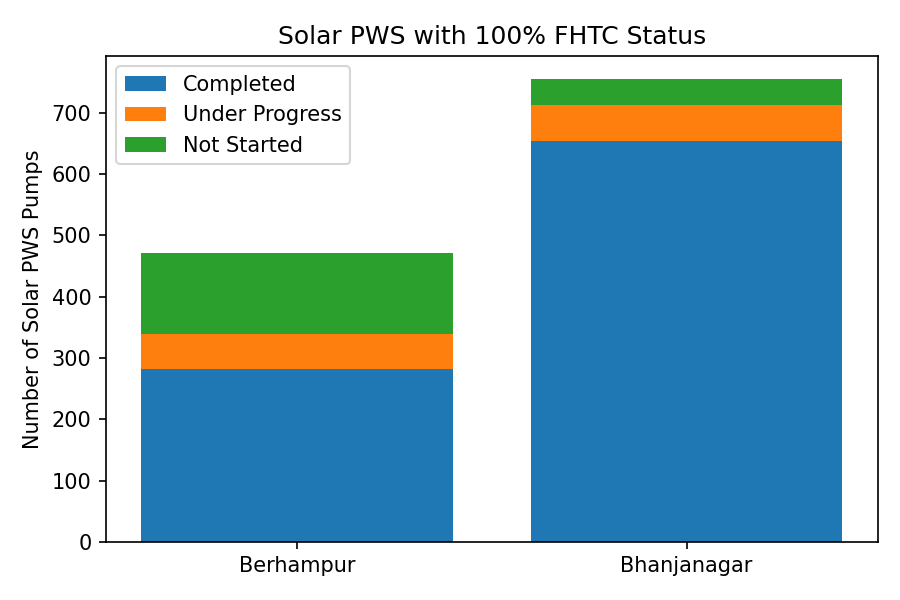 Solar PWS with 100% FHTC Status
Completed
Under Progress
Not Started
Number of Solar PWS Pumps
700
600
500
400
300
200
100
0
Berhampur
Bhanjanagar